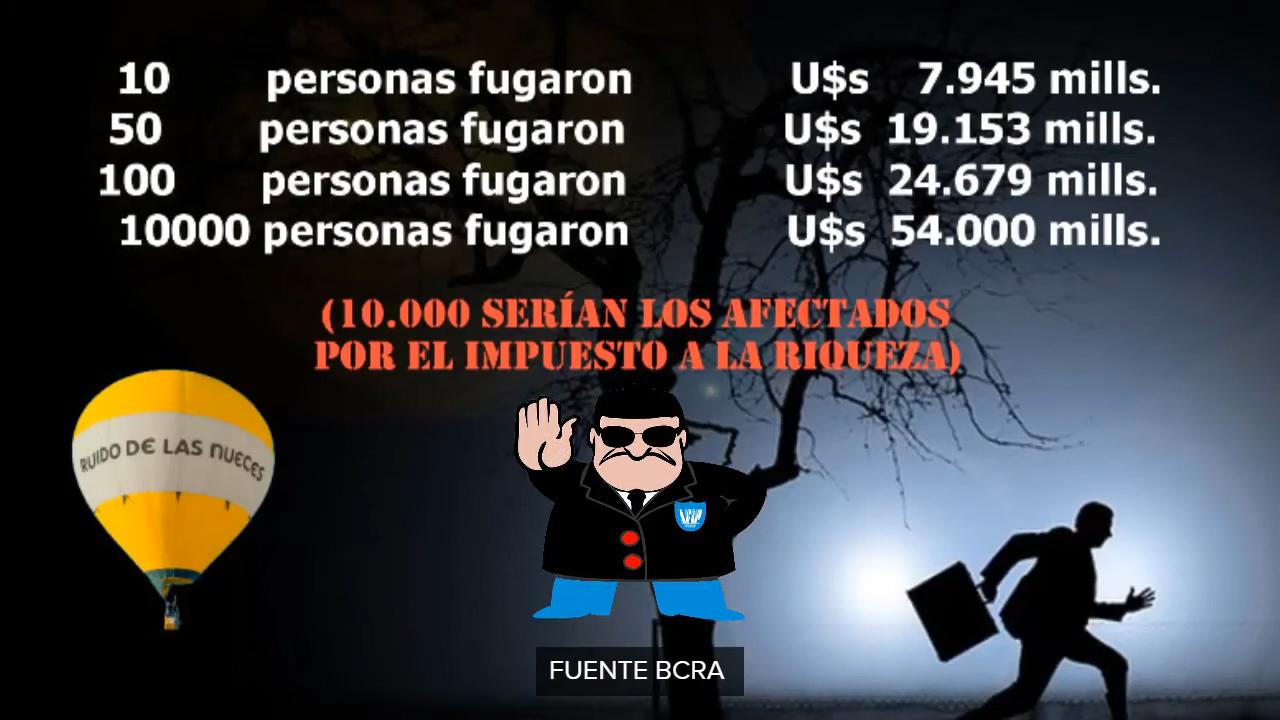 10 personas fugaron U$s 7.945 mills.
50 personas fugaron U$s 19.153 mills.
100 personas fugaron U$s 24.679 mills.
10000 personas fugaron U$s 54.000 mills.
(10.000 SERÍAN LOS AFECTADOS
POR EL IMPUESTO A LA RIQUEZA)
RUIDO DE LAS NUECES
FUENTE BCRA